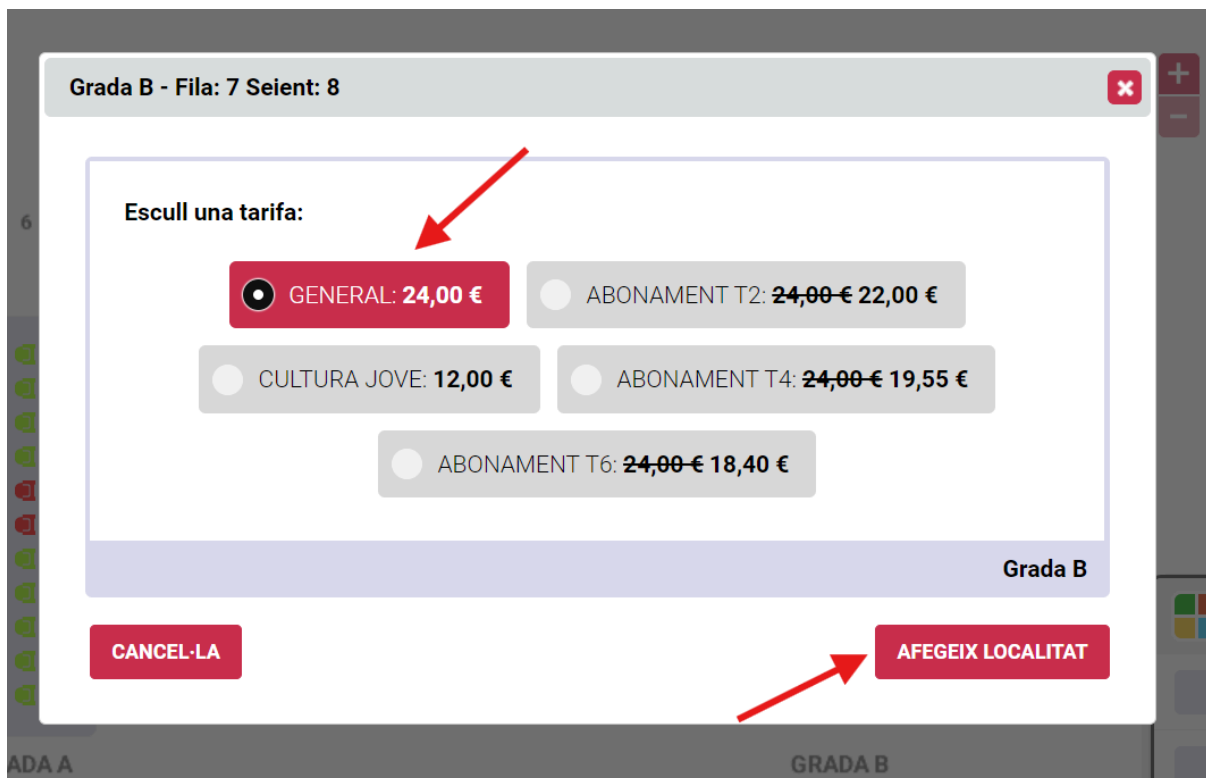 Grada B - Fila: 7 Seient: 8
6
Escull una tarifa:
GENERAL: 24,00 €
ABONAMENT T2: 24,00 € 22,00 €
CULTURA JOVE: 12,00 €
ABONAMENT T4: 24,00 € 19,55 €
ABONAMENT T6: 24,00 € 18,40 €
Grada B
CANCEL·LA
AFEGEIX LOCALITAT
ADA A
GRADA B